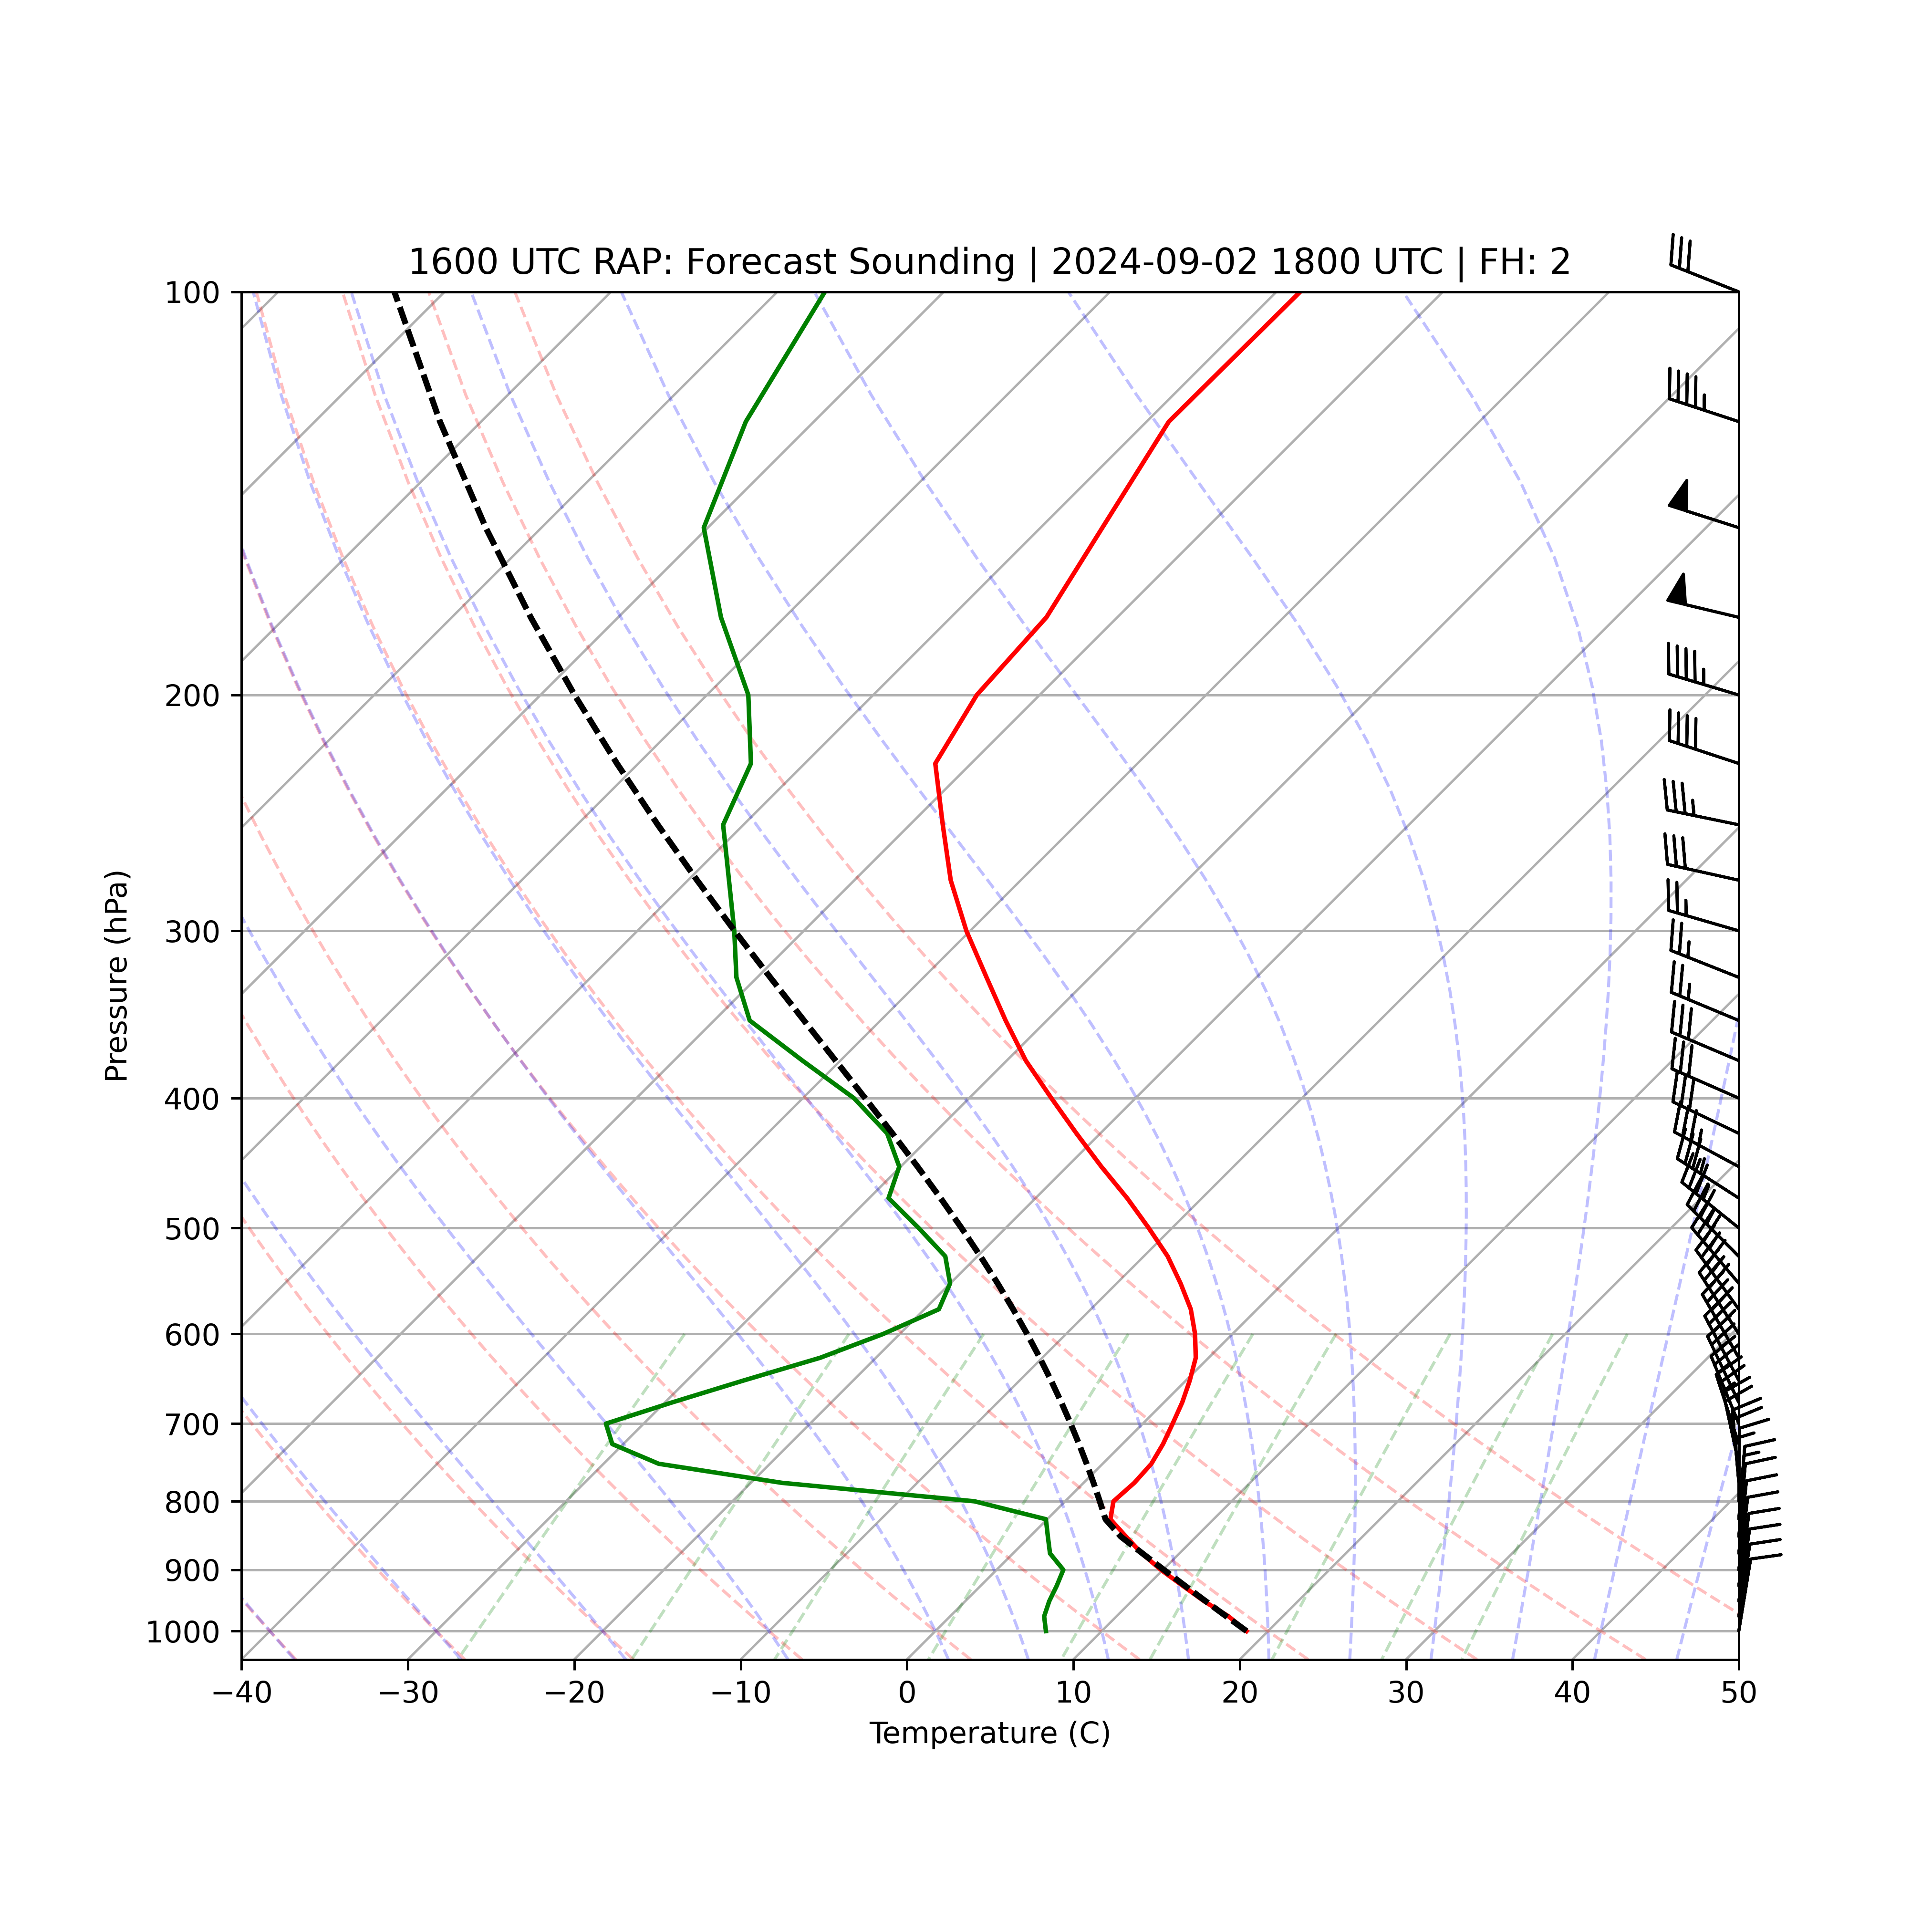 1600 UTC RAP: Forecast Sounding | 2024-09-02 1800 UTC | FH: 2
100
200
300
400
500
600
700
800
900
1000
Pressure (hPa)
−40 −30 −20 −10 0 10 20 30 40 50
Temperature (C)